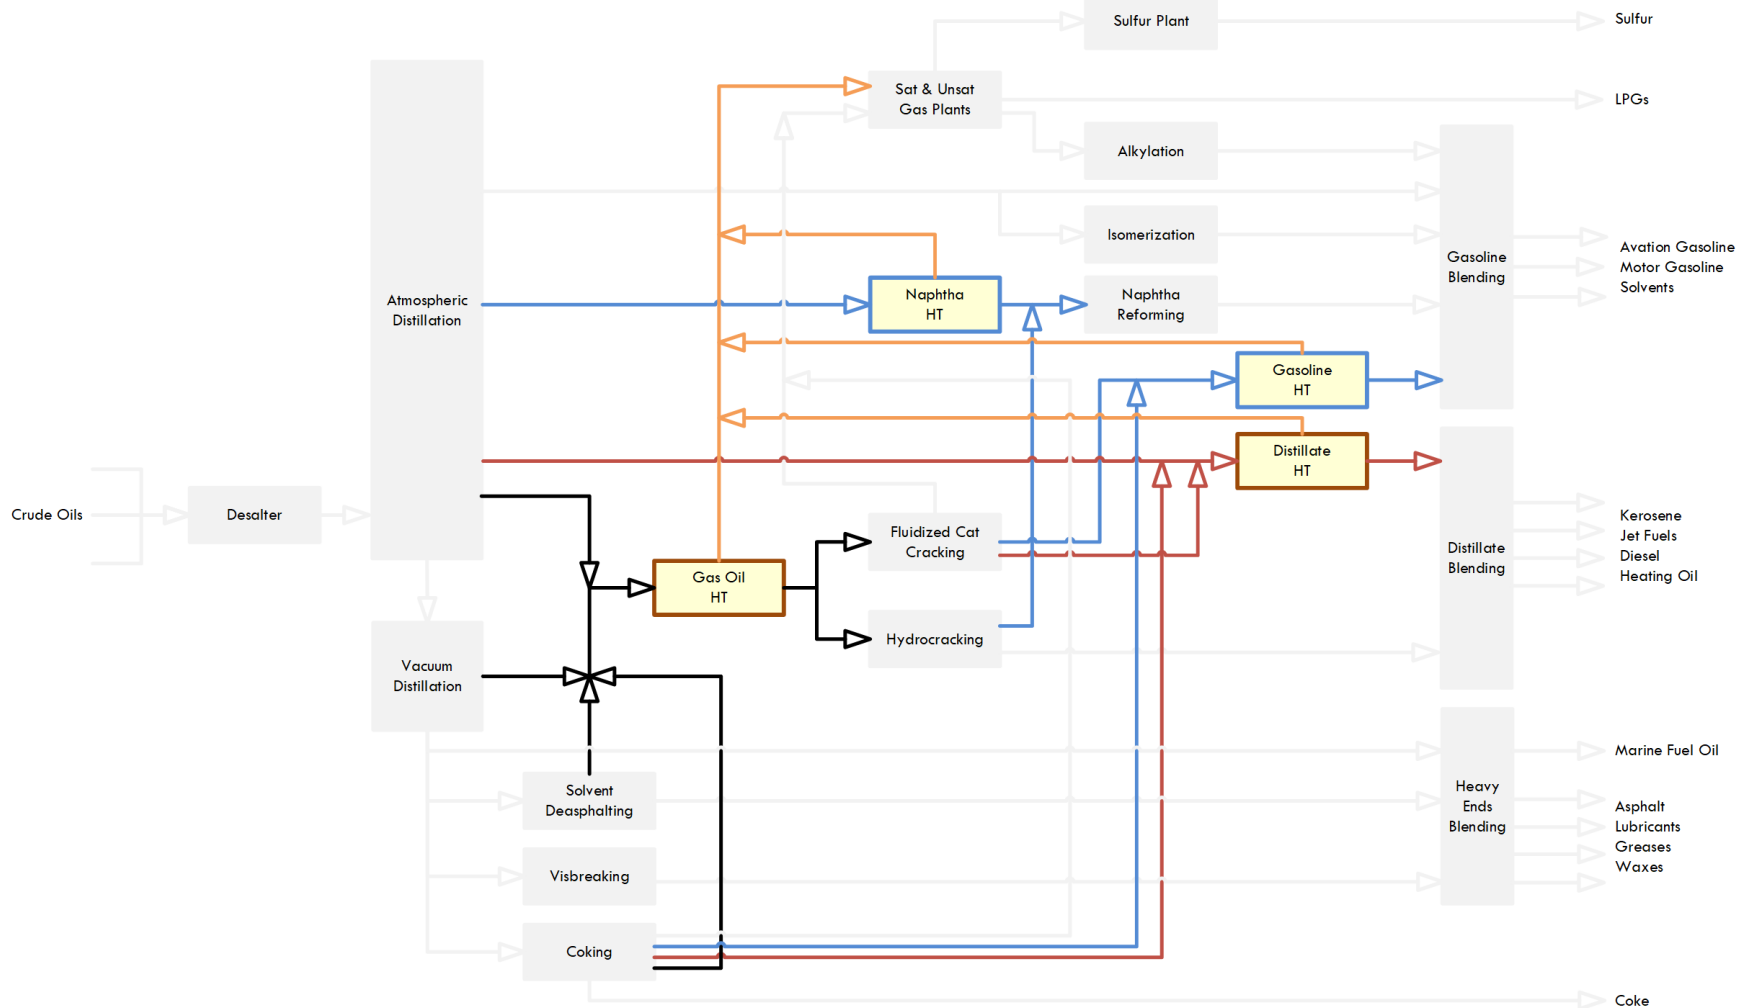 Sulfur Plant
Sulfur
Sat & Unsat
Gas Plants
LPGs
Alkylation
Isomerization
Gasoline
Blending
Avation Gasoline
Motor Gasoline
Solvents
Atmospheric
Distillation
Naphtha
HT
Naphtha
Reforming
Gasoline
HT
Distillate
HT
Crude Oils
Desalter
Fluidized Cat
Cracking
Distillate
Blending
Kerosene
Jet Fuels
Diesel
Heating Oil
Gas Oil
HT
Hydrocracking
Vacuum
Distillation
Marine Fuel Oil
Solvent
Deasphalting
Heavy
Ends
Blending
Asphalt
Lubricants
Greases
Waxes
Visbreaking
Coking
Coke